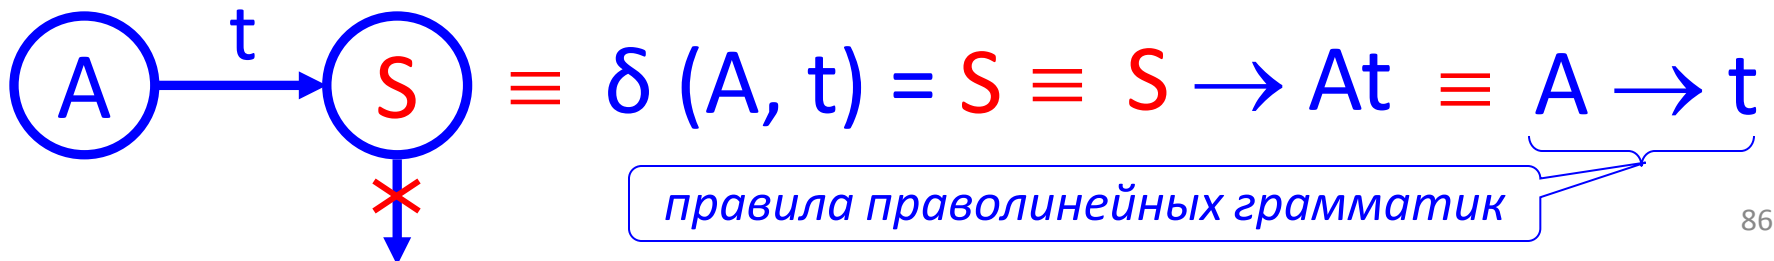 t
A S ≡ δ (A, t) = S ≡ S → At ≡ A → t
правила праволинейных грамматик
86